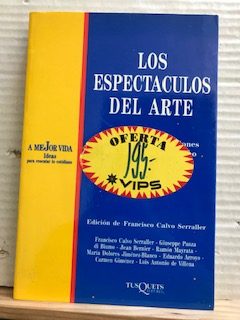 LOS
ESPECTACULOS
DEL ARTE
A MEJOR VIDA
Ideas
para rescatar lo cotidiano
OFERTA
195.-
VIPS
Edición de Francisco Calvo Serraller
Francisco Calvo Serraller - Giuseppe Panza
di Biumo - Jean Bernier - Ramón Mayrata
María Dolores Jiménez-Blanco - Eduardo Arroyo
Carmen Giménez - Luis Antonio de Villena
TUSQUETS